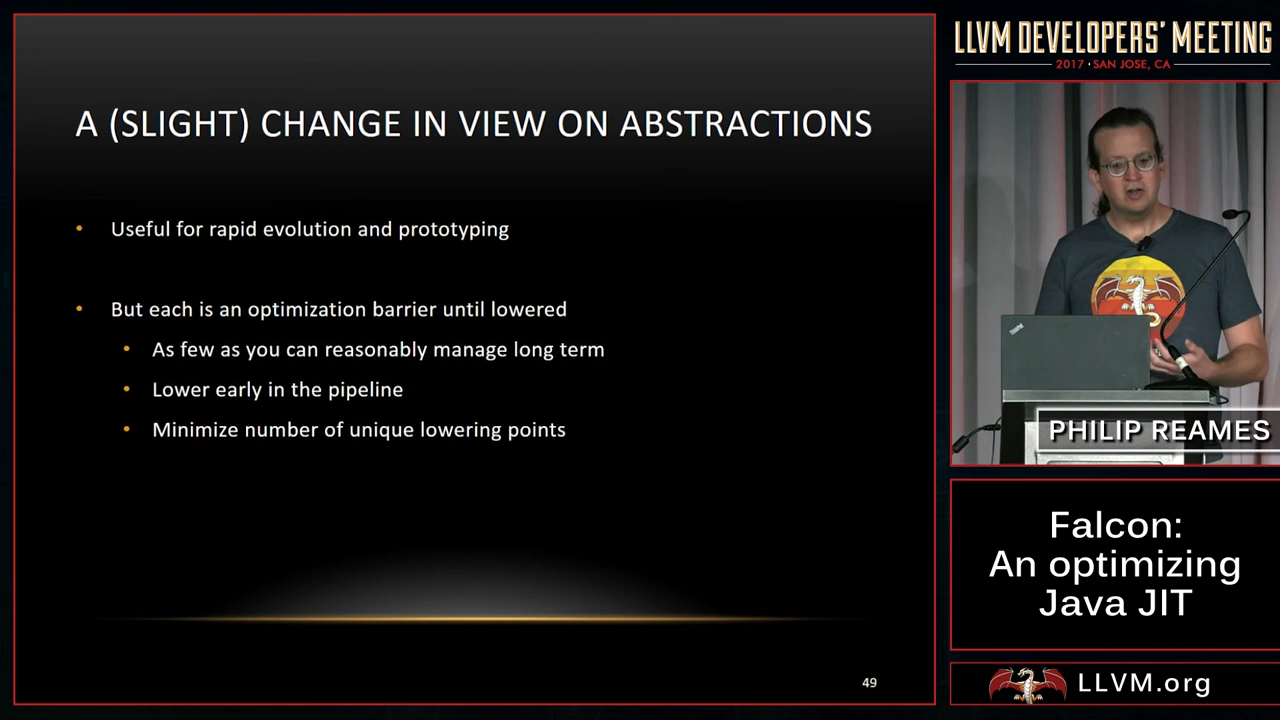 A (SLIGHT) CHANGE IN VIEW ON ABSTRACTIONS
• Useful for rapid evolution and prototyping
• But each is an optimization barrier until lowered
• As few as you can reasonably manage long term
• Lower early in the pipeline
• Minimize number of unique lowering points
49
LLVM DEVELOPERS' MEETING
2017 • SAN JOSE, CA
ThinkPad
PHILIP REAMES
Falcon:
An optimizing
Java JIT
LLVM.org